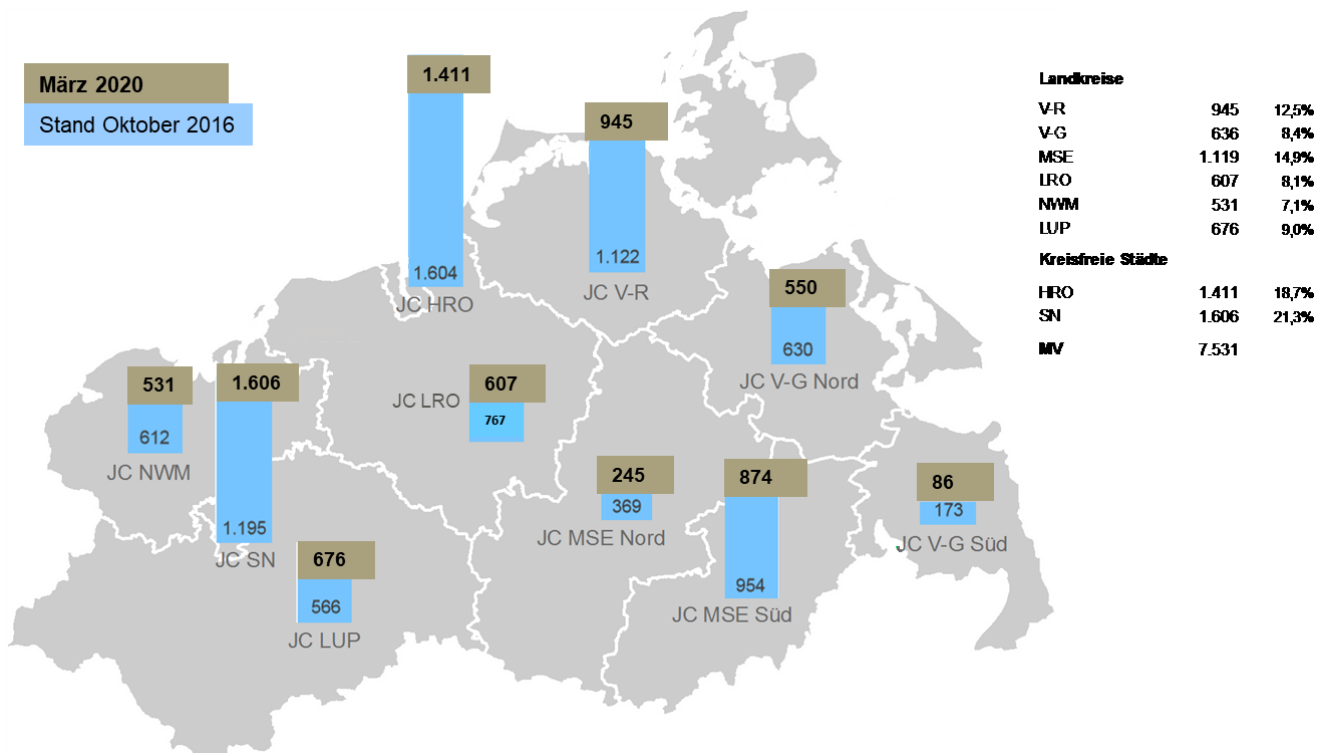 März 2020
Stand Oktober 2016
1.411
1.604
JC HRO
945
1.122
JC V-R
550
630
JC V-G Nord
531
612
JC NWM
1.606
1.195
JC SN
JC LRO
607
767
245
369
JC MSE Nord
874
954
JC MSE Süd
86
173
JC V-G Süd
676
566
JC LUP
Landkreise
V-R 945 12,5%
V-G 636 8,4%
MSE 1.119 14,9%
LRO 607 8,1%
NWM 531 7,1%
LUP 676 9,0%
Kreisfreie Städte
HRO 1.411 18,7%
SN 1.606 21,3%
MV 7.531